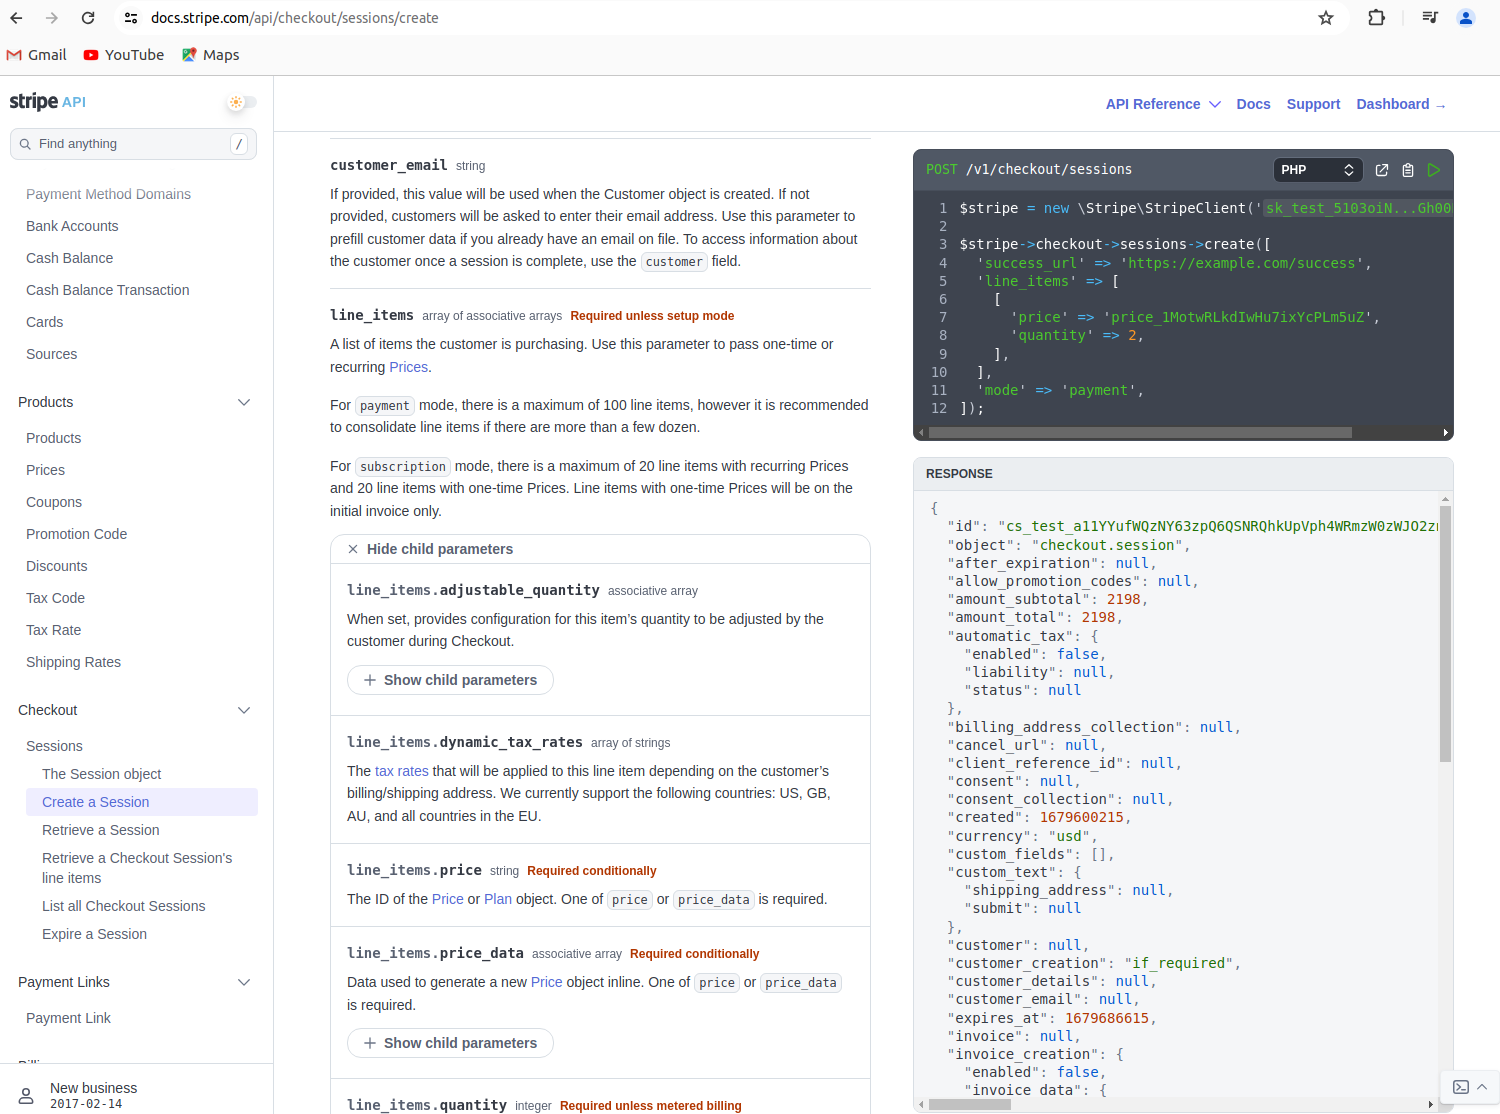 docs.stripe.com/api/checkout/sessions/create
Gmail YouTube Maps
stripe API
Find anything /
Payment Method Domains
Bank Accounts
Cash Balance
Cash Balance Transaction
Cards
Sources
Products
Products
Prices
Coupons
Promotion Code
Discounts
Tax Code
Tax Rate
Shipping Rates
Checkout
Sessions
The Session object
Create a Session
Retrieve a Session
Retrieve a Checkout Session's
line items
List all Checkout Sessions
Expire a Session
Payment Links
Payment Link
New business
2017-02-14
API Reference Docs Support Dashboard →
customer_email string
If provided, this value will be used when the Customer object is created. If not
provided, customers will be asked to enter their email address. Use this parameter to
prefill customer data if you already have an email on file. To access information about
the customer once a session is complete, use the customer field.
line_items array of associative arrays Required unless setup mode
A list of items the customer is purchasing. Use this parameter to pass one-time or
recurring Prices.
For payment mode, there is a maximum of 100 line items, however it is recommended
to consolidate line items if there are more than a few dozen.
For subscription mode, there is a maximum of 20 line items with recurring Prices
and 20 line items with one-time Prices. Line items with one-time Prices will be on the
initial invoice only.
Hide child parameters
line_items.adjustable_quantity associative array
When set, provides configuration for this item’s quantity to be adjusted by the
customer during Checkout.
Show child parameters
line_items.dynamic_tax_rates array of strings
The tax rates that will be applied to this line item depending on the customer’s
billing/shipping address. We currently support the following countries: US, GB,
AU, and all countries in the EU.
line_items.price string Required conditionally
The ID of the Price or Plan object. One of price or price_data is required.
line_items.price_data associative array Required conditionally
Data used to generate a new Price object inline. One of price or price_data
is required.
Show child parameters
line_items.quantity integer Required unless metered billing
POST /v1/checkout/sessions PHP
1 $stripe = new \Stripe\StripeClient('sk_test_5103oiN...Gh00
2
3 $stripe->checkout->sessions->create([
4 'success_url' => 'https://example.com/success',
5 'line_items' => [
6 [
7 'price' => 'price_1MotwRLkdIwHu7ixYcPLm5uZ',
8 'quantity' => 2,
9 ],
10 ],
11 'mode' => 'payment',
12 ]);
RESPONSE
{
"id": "cs_test_a11YYufWQzNY63zpQ6QSNRQhkUpVph4WRmzW0zWJO2z
"object": "checkout.session",
"after_expiration": null,
"allow_promotion_codes": null,
"amount_subtotal": 2198,
"amount_total": 2198,
"automatic_tax": {
"enabled": false,
"liability": null,
"status": null
},
"billing_address_collection": null,
"cancel_url": null,
"client_reference_id": null,
"consent": null,
"consent_collection": null,
"created": 1679600215,
"currency": "usd",
"custom_fields": [],
"custom_text": {
"shipping_address": null,
"submit": null
},
"customer": null,
"customer_creation": "if_required",
"customer_details": null,
"customer_email": null,
"expires_at": 1679686615,
"invoice": null,
"invoice_creation": {
"enabled": false,
"invoice_data": {